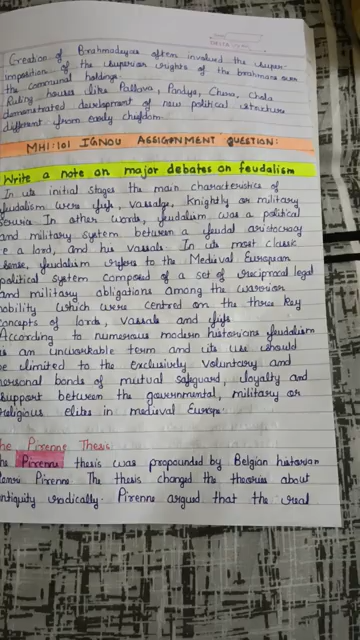 Creation of Brahmadeyas often involved the super
imposition of the superior rights of the brahmans over
the communal holdings.
Ruling houses like Pallava, Pandya, Chera, Chola
demonstrated development of new political structure
different from early chiefdom.
MHI:101 IGNOU ASSIGNMENT QUESTION:
Write a note on major debates on feudalism
In its initial stages the main characteristics of
feudalism were fiefs, vassalage, Knightly or military
service. In other words, feudalism was a political
and military system between a feudal aristocracy
e a lord, and his vassals. In its most classic
sense, feudalism refers to the Medieval European
political system composed of a set of reciprocal legal
and military obligations among the warrior
nobility which were centred on the three key
concepts of lords, vassals and fiefs
According to numerous modern historians feudalism
is an unworkable term and its use should
be limited to the exclusively voluntary and
personal bonds of mutual safeguard, loyalty and
support between the governmental, military or
religious elites in medieval Europe.
he Pirenne Thesis:
he Pirenne thesis was propounded by Belgian historian
Henri Pirenne. The thesis changed the theories about
antiquity radically. Pirenne argued that the real